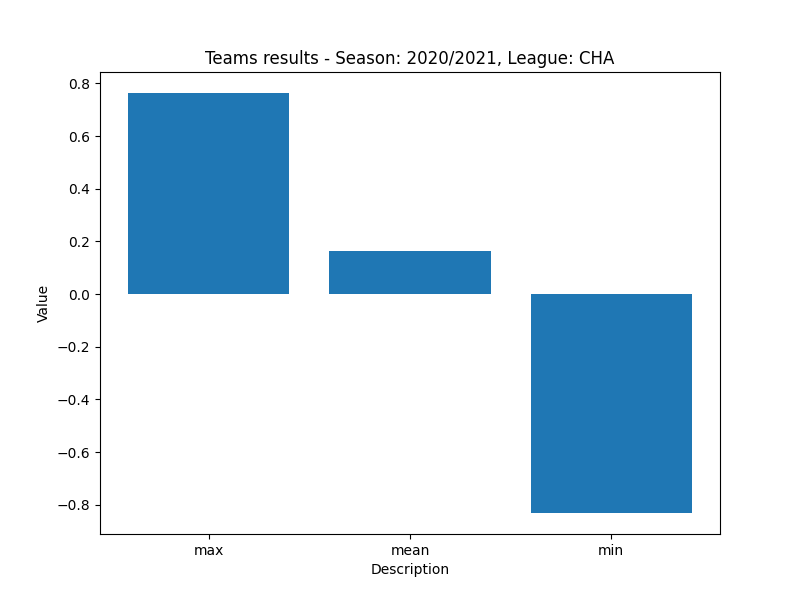 Teams results - Season: 2020/2021, League: CHA
0.8
0.6
0.4
0.2
0.0
−0.2
−0.4
−0.6
−0.8
Value
max mean min
Description